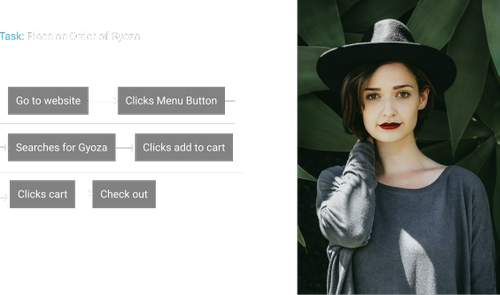 Task: Place an Order of Gyoza
Go to website Clicks Menu Button
Searches for Gyoza Clicks add to cart
Clicks cart Check out